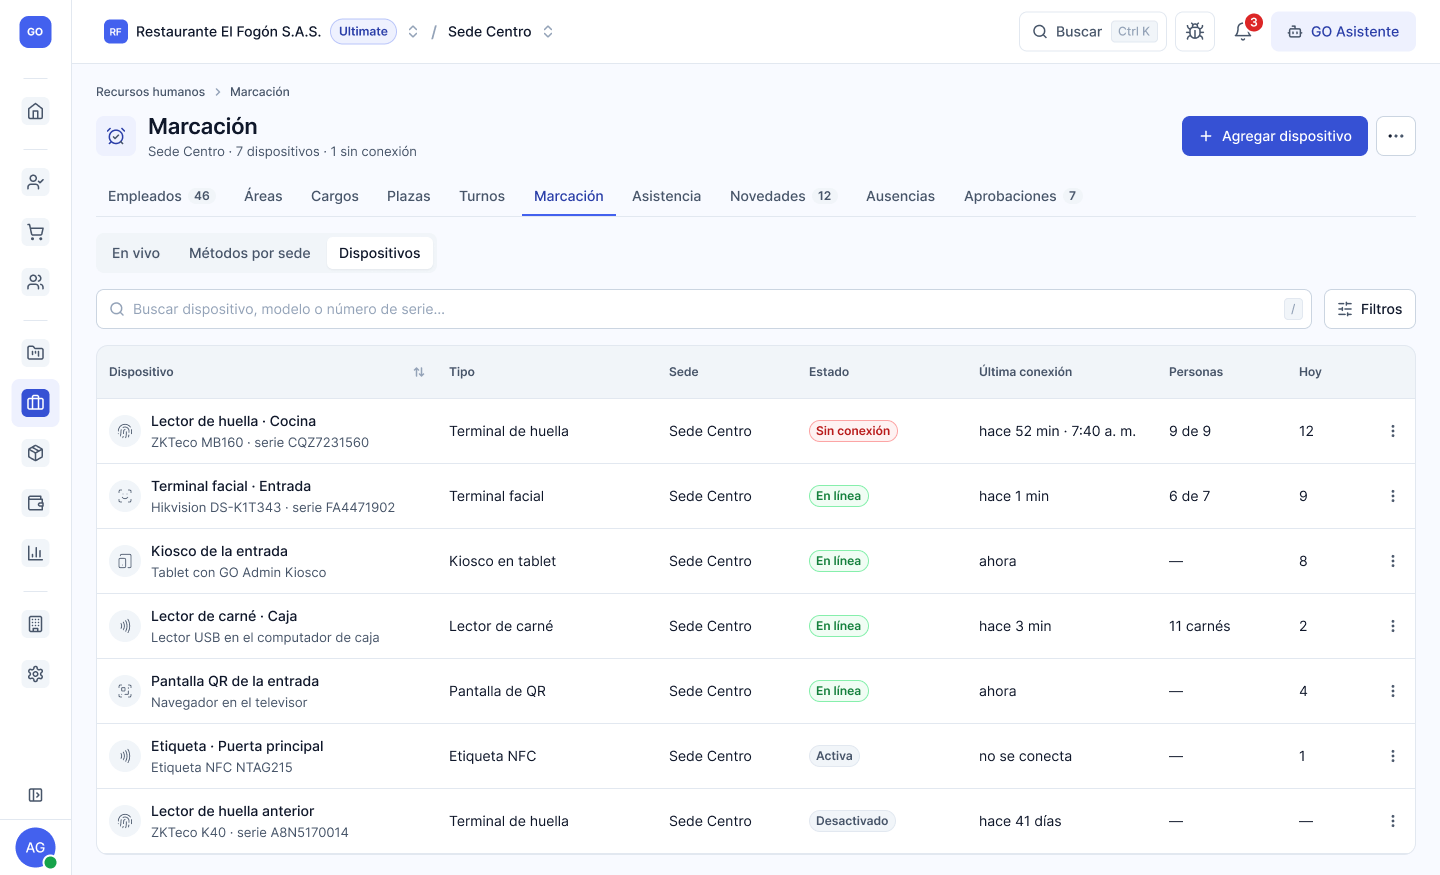 GO
RF Restaurante El Fogón S.A.S. Ultimate / Sede Centro
Buscar Ctrl K
3
GO Asistente
Recursos humanos > Marcación
Marcación
Sede Centro · 7 dispositivos · 1 sin conexión
+ Agregar dispositivo
Empleados 46 Áreas Cargos Plazas Turnos Marcación Asistencia Novedades 12 Ausencias Aprobaciones 7
En vivo Métodos por sede Dispositivos
Buscar dispositivo, modelo o número de serie... /
Filtros
Dispositivo Tipo Sede Estado Última conexión Personas Hoy
Lector de huella · Cocina
ZKTeco MB160 · serie CQZ7231560
Terminal de huella Sede Centro Sin conexión hace 52 min · 7:40 a. m. 9 de 9 12
Terminal facial · Entrada
Hikvision DS-K1T343 · serie FA4471902
Terminal facial Sede Centro En línea hace 1 min 6 de 7 9
Kiosco de la entrada
Tablet con GO Admin Kiosco
Kiosco en tablet Sede Centro En línea ahora — 8
Lector de carné · Caja
Lector USB en el computador de caja
Lector de carné Sede Centro En línea hace 3 min 11 carnés 2
Pantalla QR de la entrada
Navegador en el televisor
Pantalla de QR Sede Centro En línea ahora — 4
Etiqueta · Puerta principal
Etiqueta NFC NTAG215
Etiqueta NFC Sede Centro Activa no se conecta — 1
Lector de huella anterior
ZKTeco K40 · serie A8N5170014
Terminal de huella Sede Centro Desactivado hace 41 días — —
AG